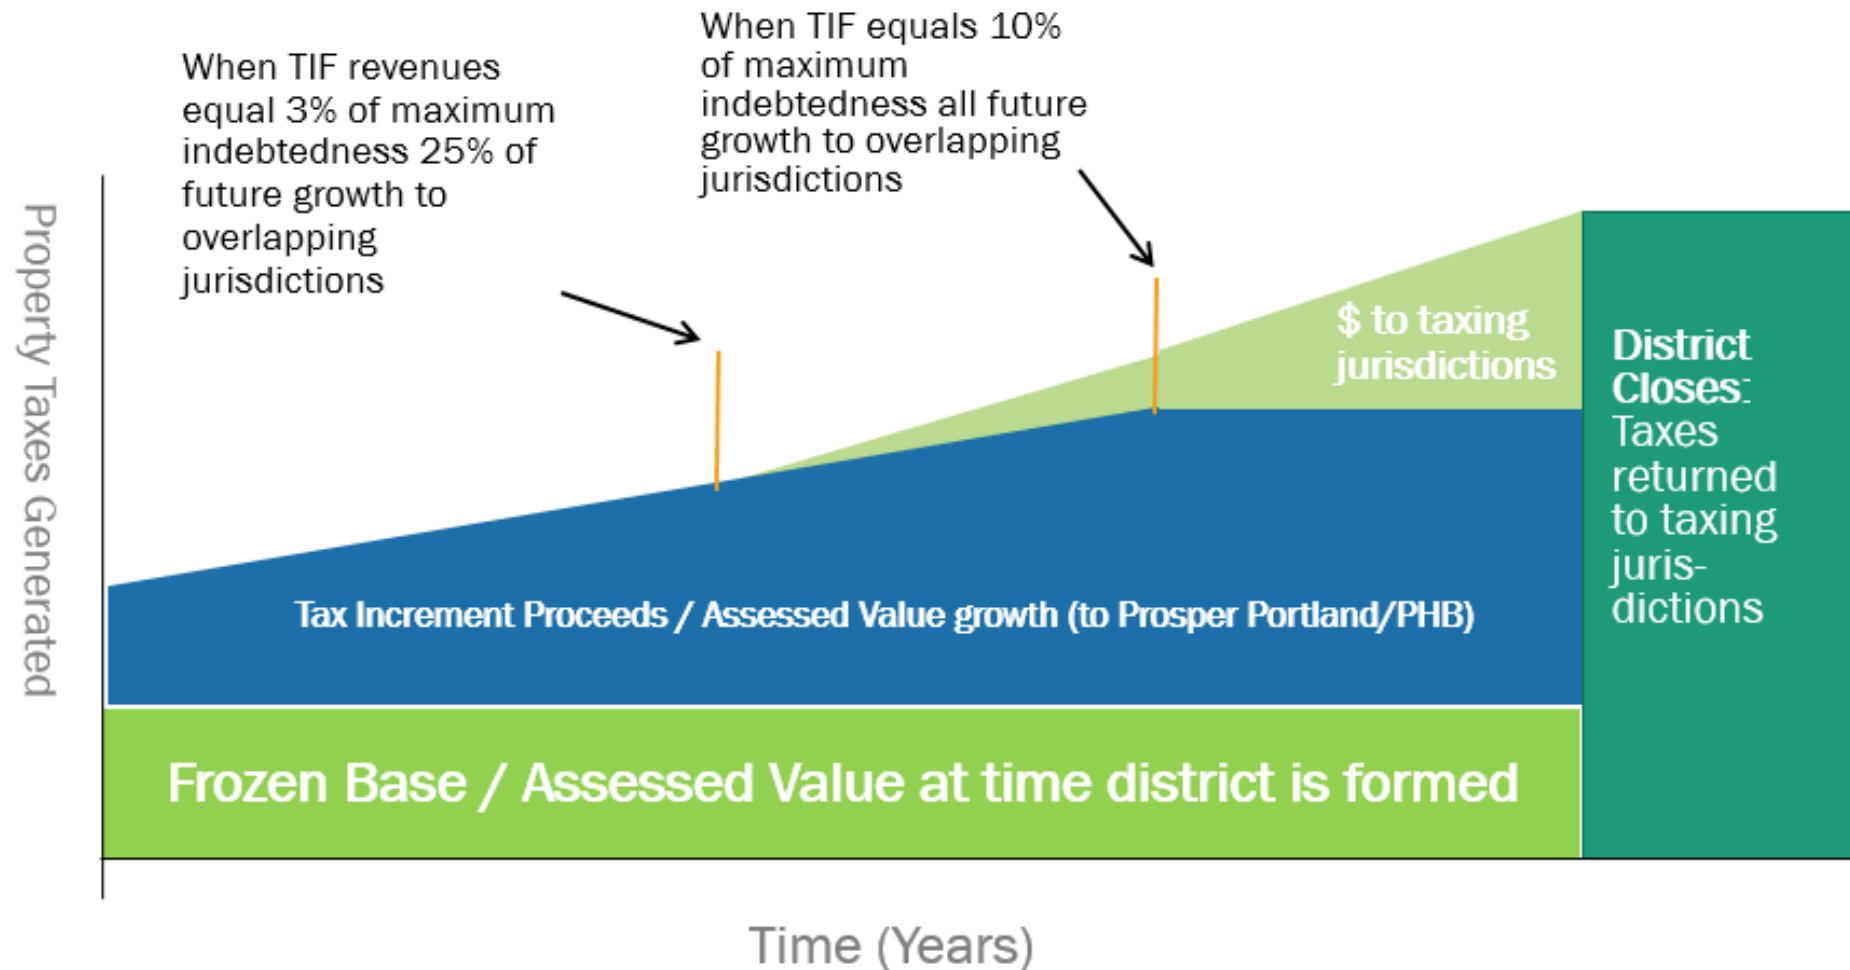 When TIF revenues
equal 3% of maximum
indebtedness 25% of
future growth to
overlapping
jurisdictions
When TIF equals 10%
of maximum
indebtedness all future
growth to overlapping
jurisdictions
Property Taxes Generated
$ to taxing
jurisdictions
District
Closes:
Taxes
returned
to taxing
juris-
dictions
Tax Increment Proceeds / Assessed Value growth (to Prosper Portland/PHB)
Frozen Base / Assessed Value at time district is formed
Time (Years)